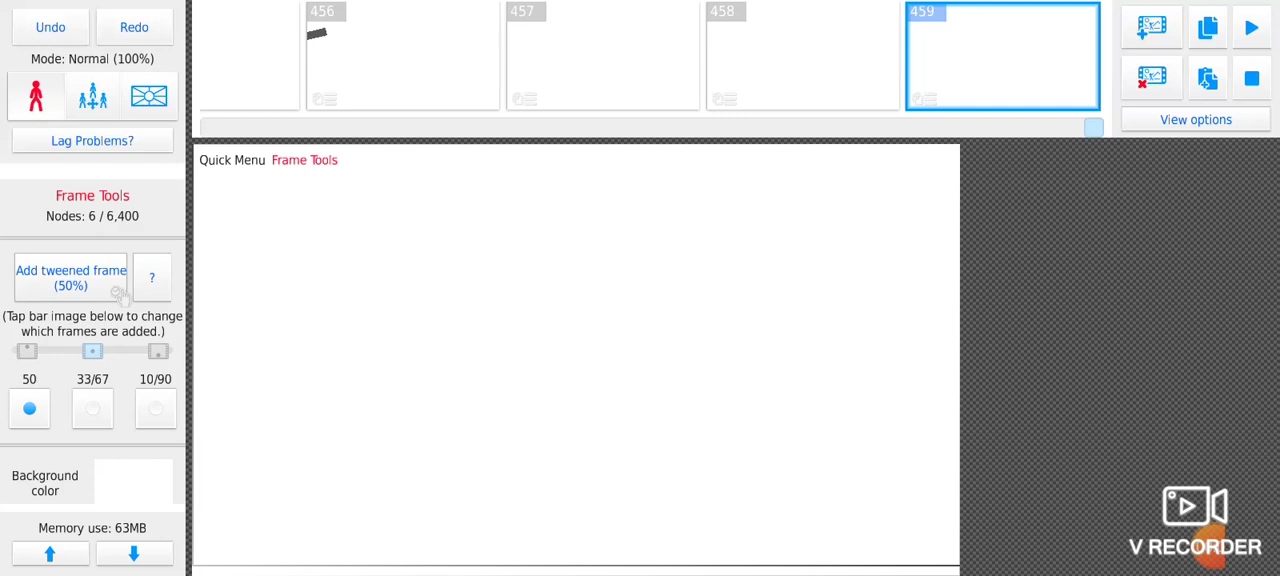 Undo
Redo
Mode: Normal (100%)
Lag Problems?
Frame Tools
Nodes: 6 / 6,400
Add tweened frame
(50%)
?
(Tap bar image below to change
which frames are added.)
50
33/67
10/90
Background
color
Memory use: 63MB
456
457
458
459
View options
Quick Menu Frame Tools
V RECORDER